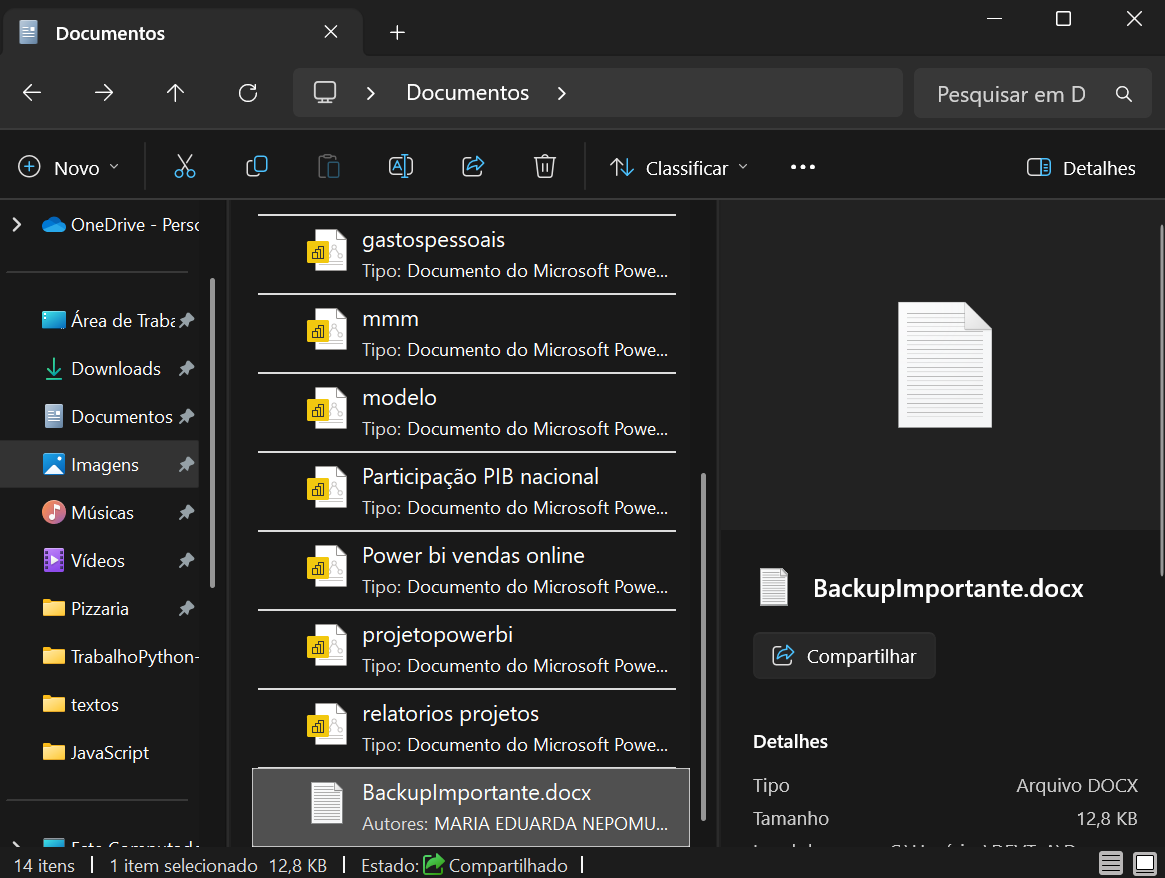 Documentos
Documentos
Pesquisar em D
Novo
Classificar
Detalhes
OneDrive - Perso
Área de Traba
Downloads
Documentos
Imagens
Músicas
Vídeos
Pizzaria
TrabalhoPython-
textos
JavaScript
Este Computado
gastospessoais
Tipo: Documento do Microsoft Powe...
mmm
Tipo: Documento do Microsoft Powe...
modelo
Tipo: Documento do Microsoft Powe...
Participação PIB nacional
Tipo: Documento do Microsoft Powe...
Power bi vendas online
Tipo: Documento do Microsoft Powe...
projetopowerbi
Tipo: Documento do Microsoft Powe...
relatorios projetos
Tipo: Documento do Microsoft Powe...
BackupImportante.docx
Autores: MARIA EDUARDA NEPOMU...
BackupImportante.docx
Compartilhar
Detalhes
Tipo Arquivo DOCX
Tamanho 12,8 KB
14 itens 1 item selecionado 12,8 KB Estado: Compartilhado